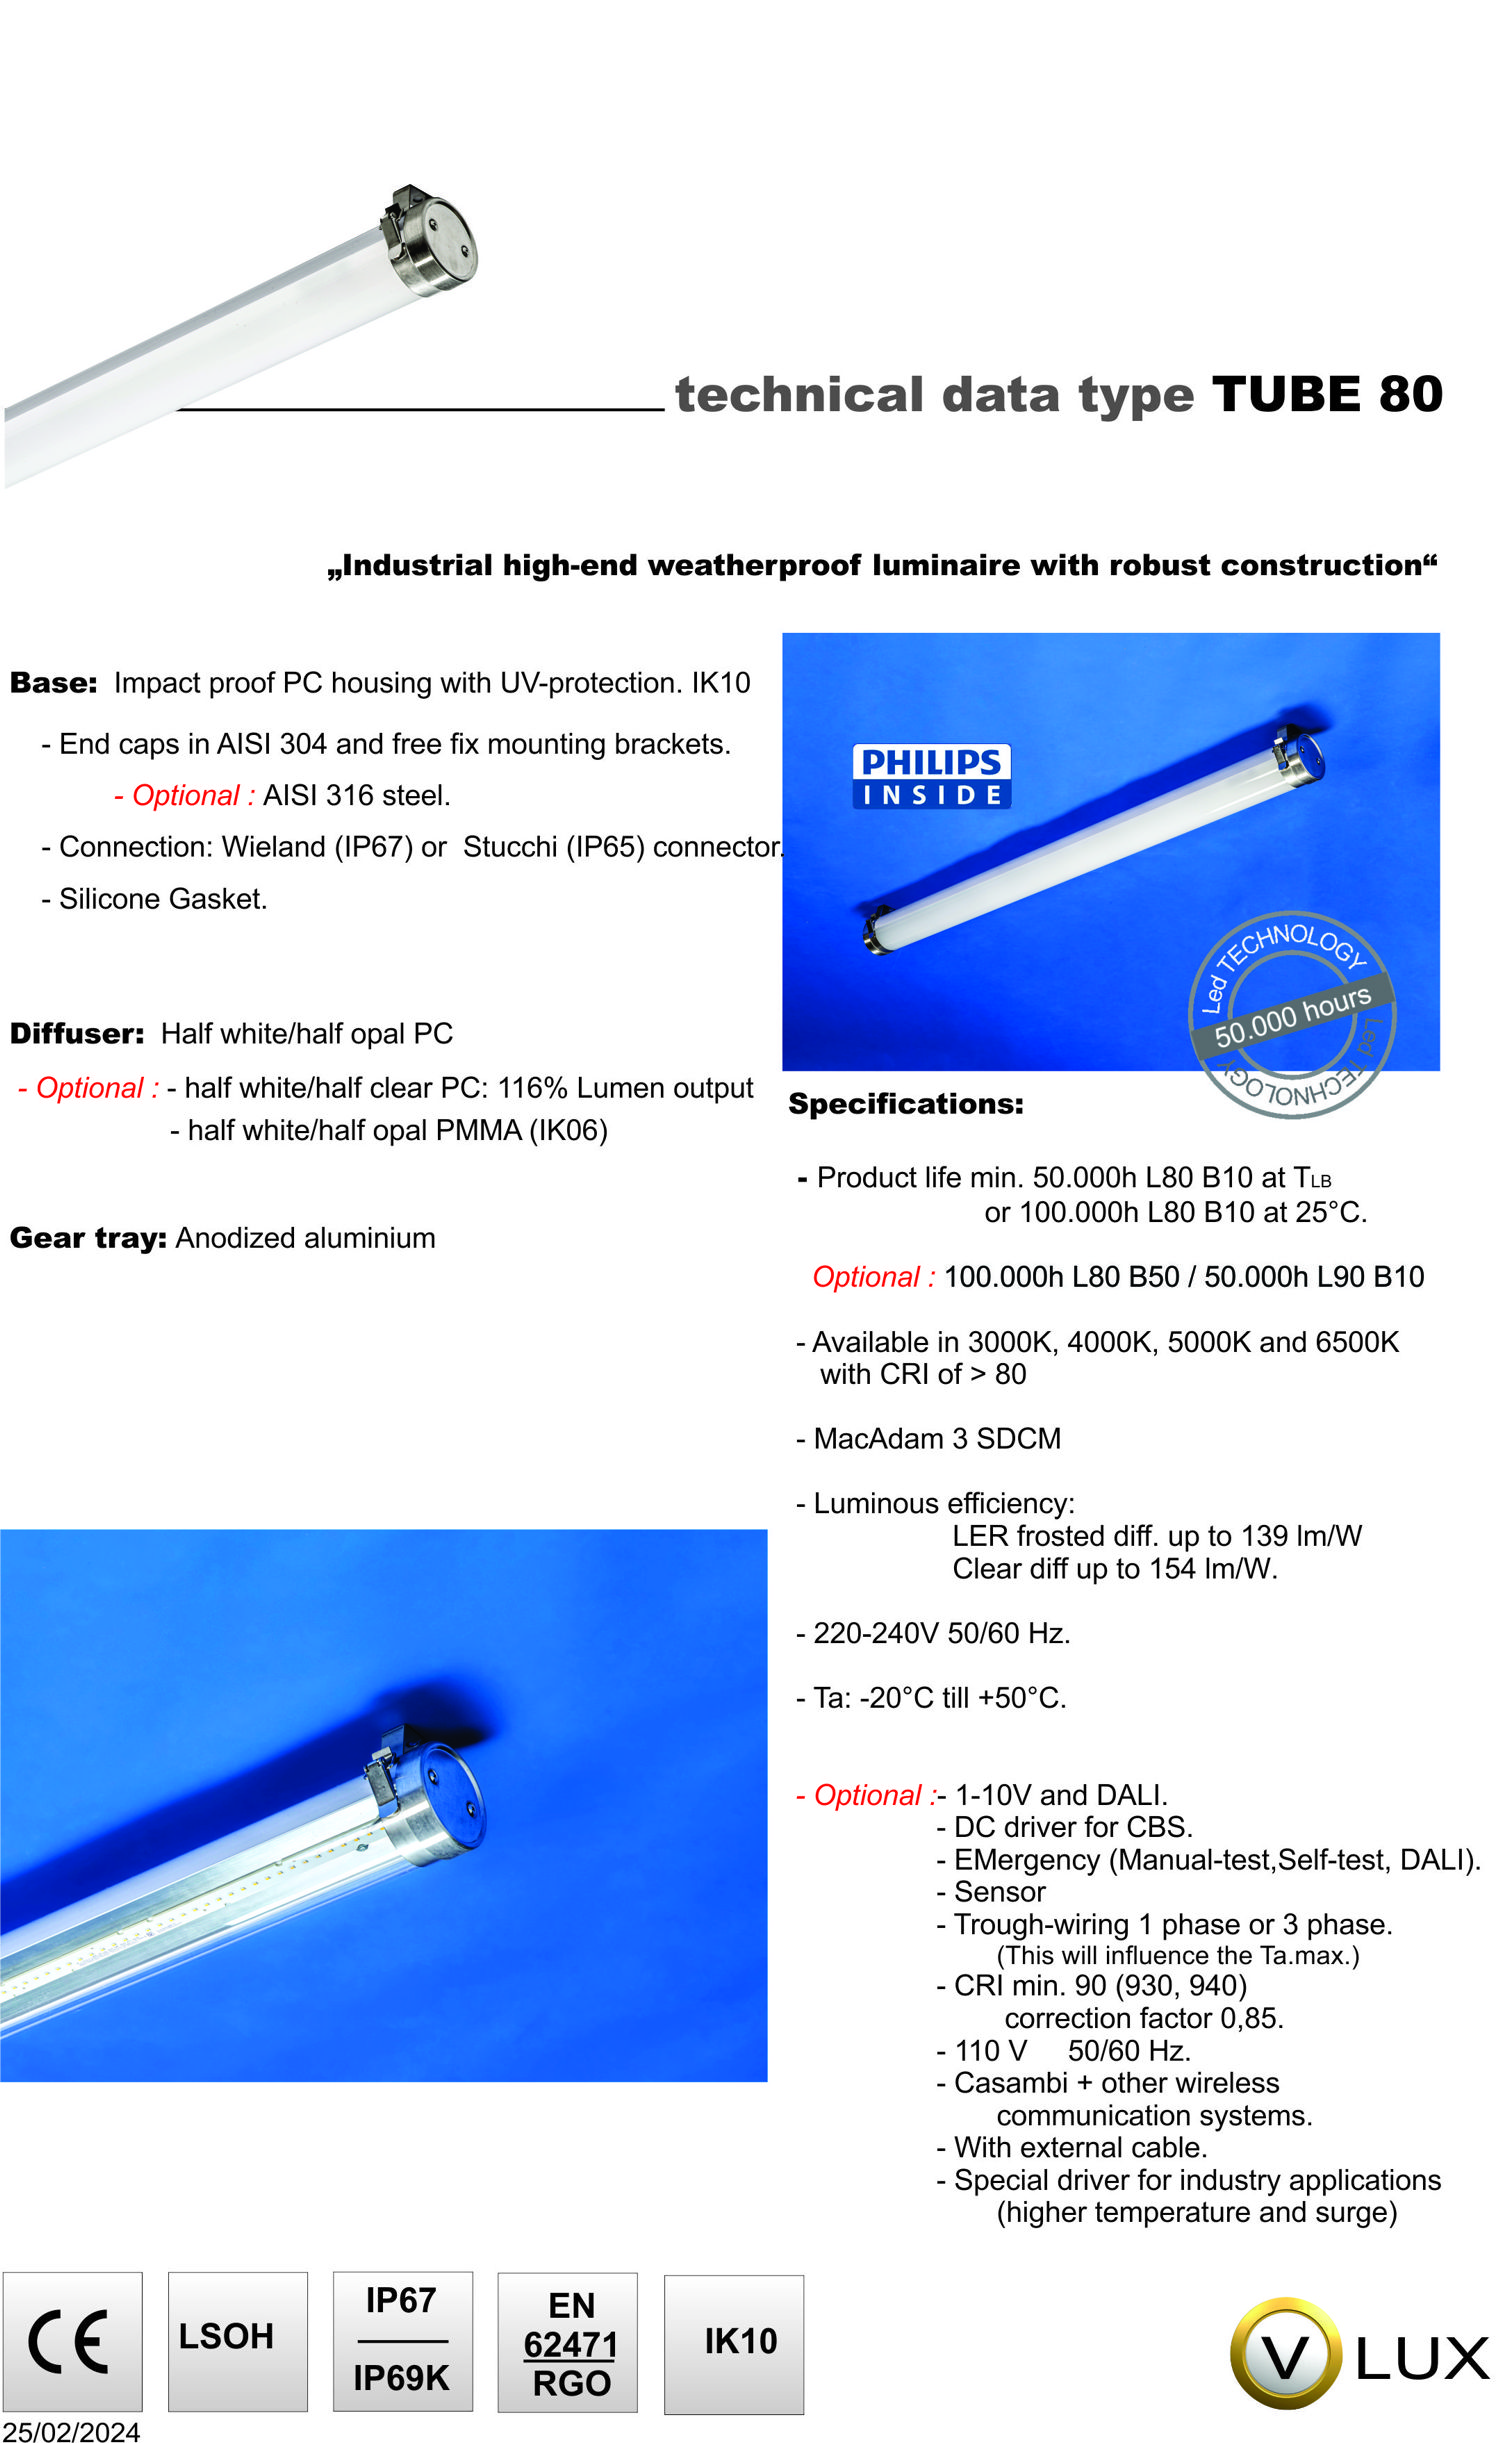 technical data type TUBE 80
„Industrial high-end weatherproof luminaire with robust construction“
Base: Impact proof PC housing with UV-protection. IK10
- End caps in AISI 304 and free fix mounting brackets.
- Optional : AISI 316 steel.
- Connection: Wieland (IP67) or Stucchi (IP65) connector.
- Silicone Gasket.
Diffuser: Half white/half opal PC
- Optional : - half white/half clear PC: 116% Lumen output
- half white/half opal PMMA (IK06)
Gear tray: Anodized aluminium
PHILIPS
INSIDE
Led TECHNOLOGY
50.000 hours
Led TECHNOLOGY
Specifications:
- Product life min. 50.000h L80 B10 at TLB
or 100.000h L80 B10 at 25°C.
Optional : 100.000h L80 B50 / 50.000h L90 B10
- Available in 3000K, 4000K, 5000K and 6500K
with CRI of > 80
- MacAdam 3 SDCM
- Luminous efficiency:
LER frosted diff. up to 139 lm/W
Clear diff up to 154 lm/W.
- 220-240V 50/60 Hz.
- Ta: -20°C till +50°C.
- Optional :- 1-10V and DALI.
- DC driver for CBS.
- EMergency (Manual-test,Self-test, DALI).
- Sensor
- Trough-wiring 1 phase or 3 phase.
(This will influence the Ta.max.)
- CRI min. 90 (930, 940)
correction factor 0,85.
- 110 V 50/60 Hz.
- Casambi + other wireless
communication systems.
- With external cable.
- Special driver for industry applications
(higher temperature and surge)
CE
LSOH
IP67
IP69K
EN
62471
RGO
IK10
V LUX
25/02/2024